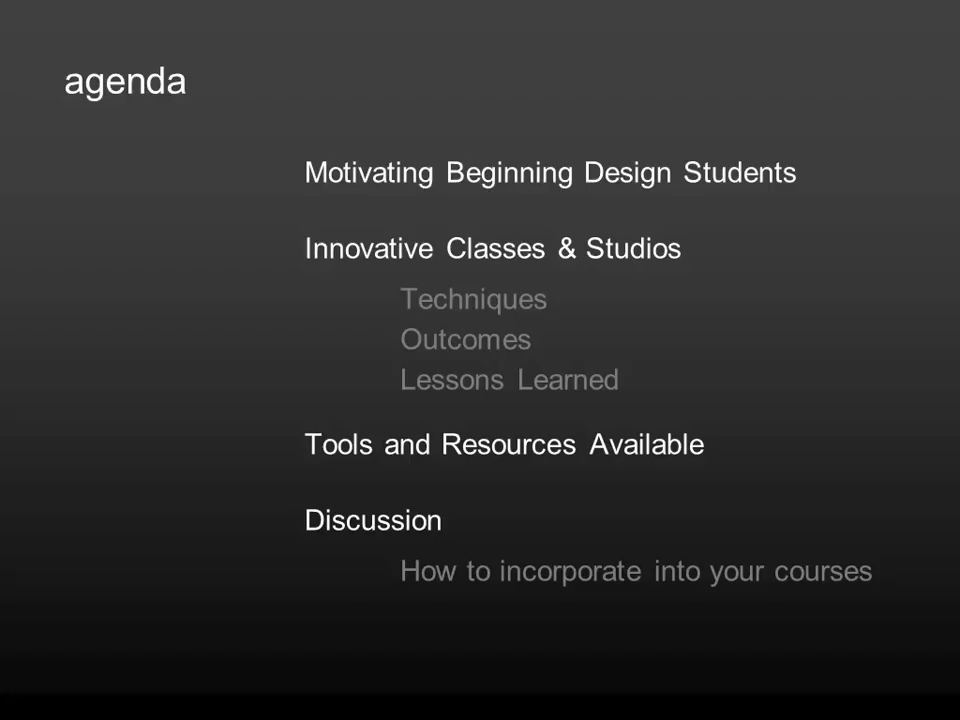 agenda
Motivating Beginning Design Students
Innovative Classes & Studios
Techniques
Outcomes
Lessons Learned
Tools and Resources Available
Discussion
How to incorporate into your courses